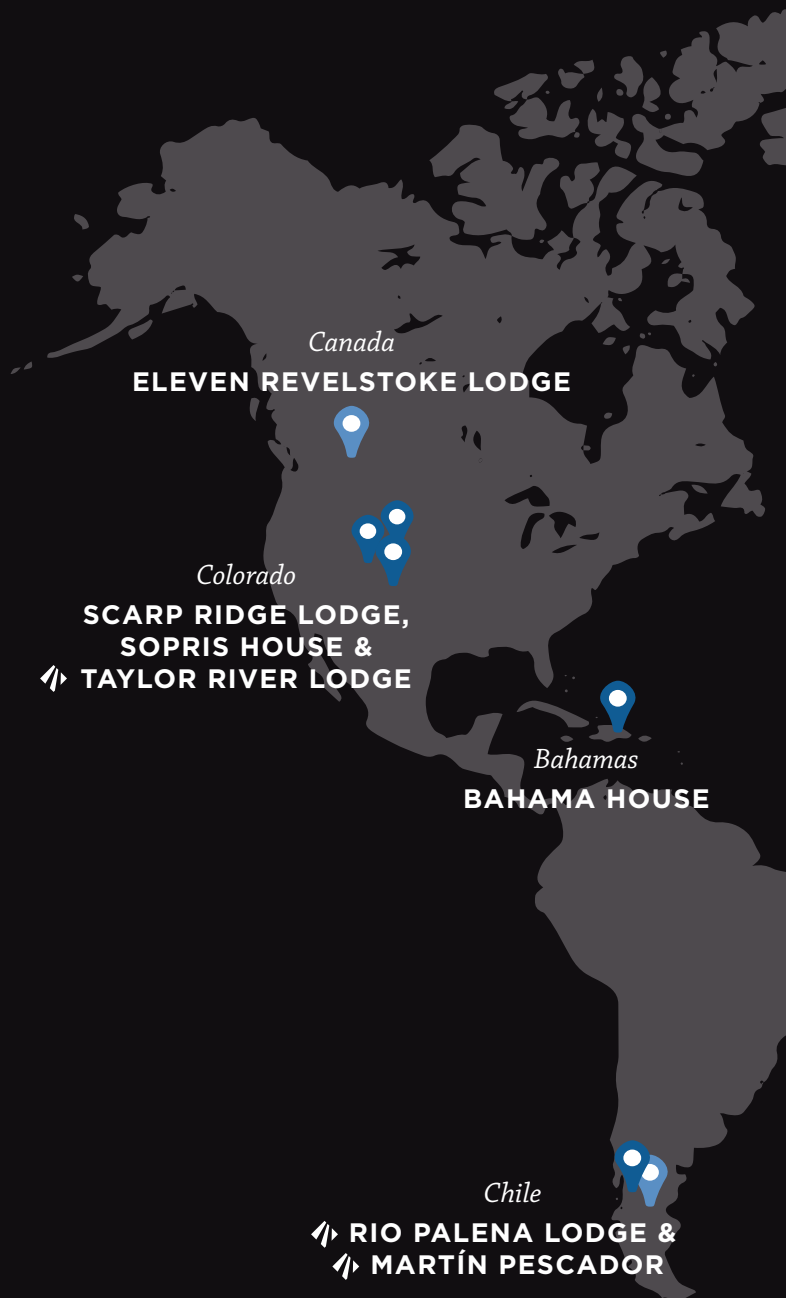 Canada
ELEVEN REVELSTOKE LODGE
Colorado
SCARP RIDGE LODGE,
SOPRIS HOUSE &
TAYLOR RIVER LODGE
Bahamas
BAHAMA HOUSE
Chile
RIO PALENA LODGE &
MARTÍN PESCADOR